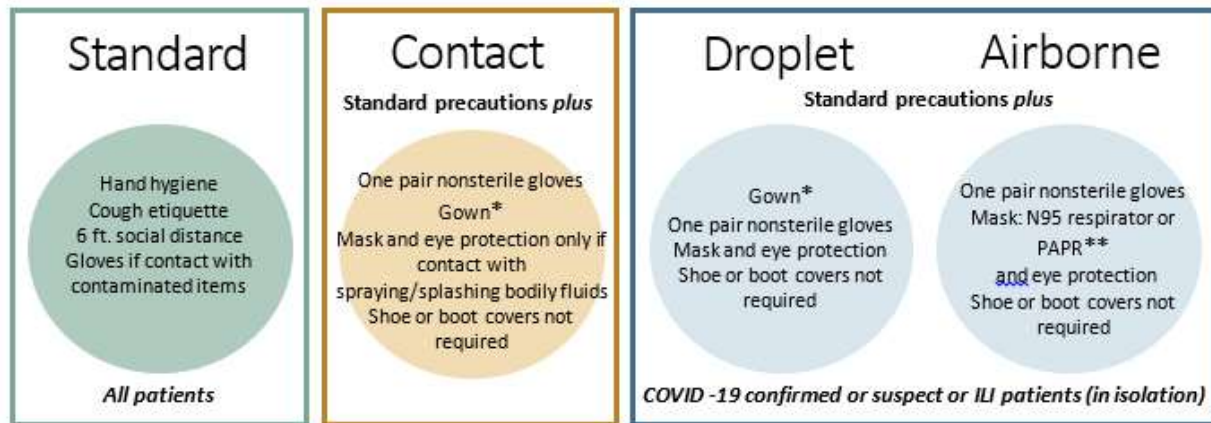 Standard
Hand hygiene
Cough etiquette
6 ft. social distance
Gloves if contact with
contaminated items
All patients
Contact
Standard precautions plus
One pair nonsterile gloves
Gown*
Mask and eye protection only if
contact with
spraying/splashing bodily fluids
Shoe or boot covers not
required
Droplet
Airborne
Standard precautions plus
Gown*
One pair nonsterile gloves
Mask and eye protection
Shoe or boot covers not
required
One pair nonsterile gloves
Mask: N95 respirator or
PAPR**
and eye protection
Shoe or boot covers not
required
COVID -19 confirmed or suspect or ILI patients (in isolation)